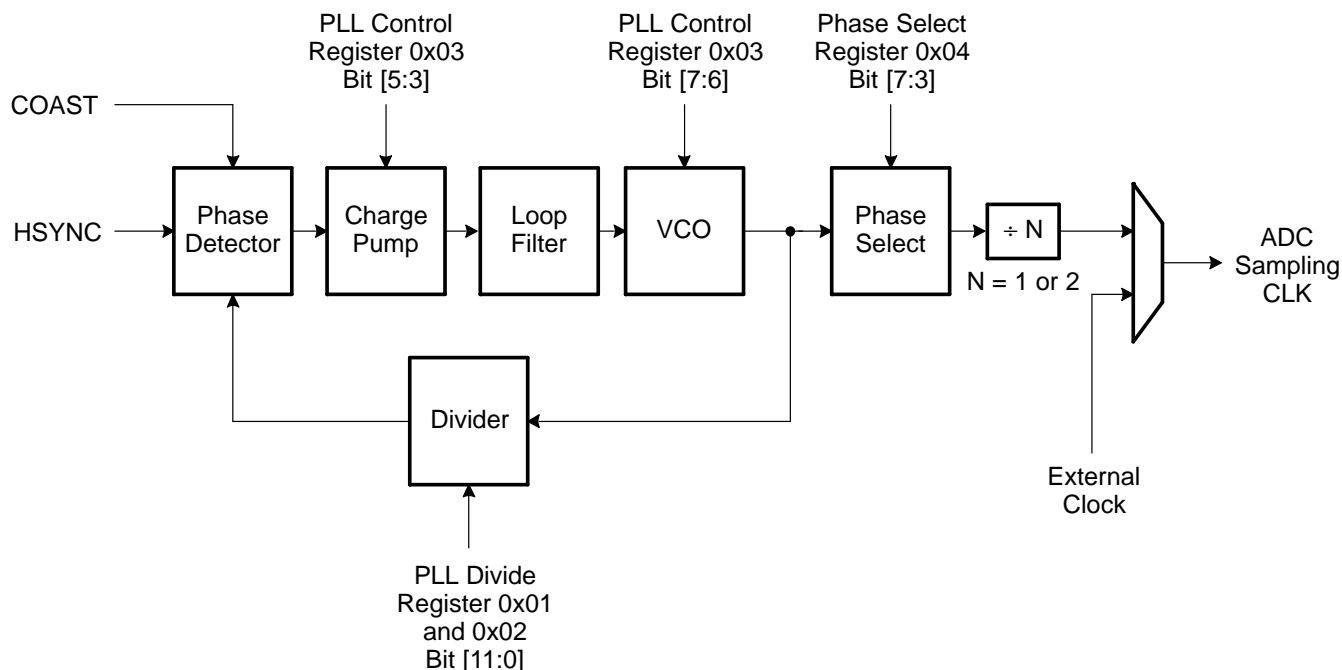 PLL Control
Register 0x03
Bit [5:3]
PLL Control
Register 0x03
Bit [7:6]
Phase Select
Register 0x04
Bit [7:3]
COAST
HSYNC
Phase
Detector
Charge
Pump
Loop
Filter
VCO
Phase
Select
÷ N
N = 1 or 2
ADC
Sampling
CLK
Divider
External
Clock
PLL Divide
Register 0x01
and 0x02
Bit [11:0]